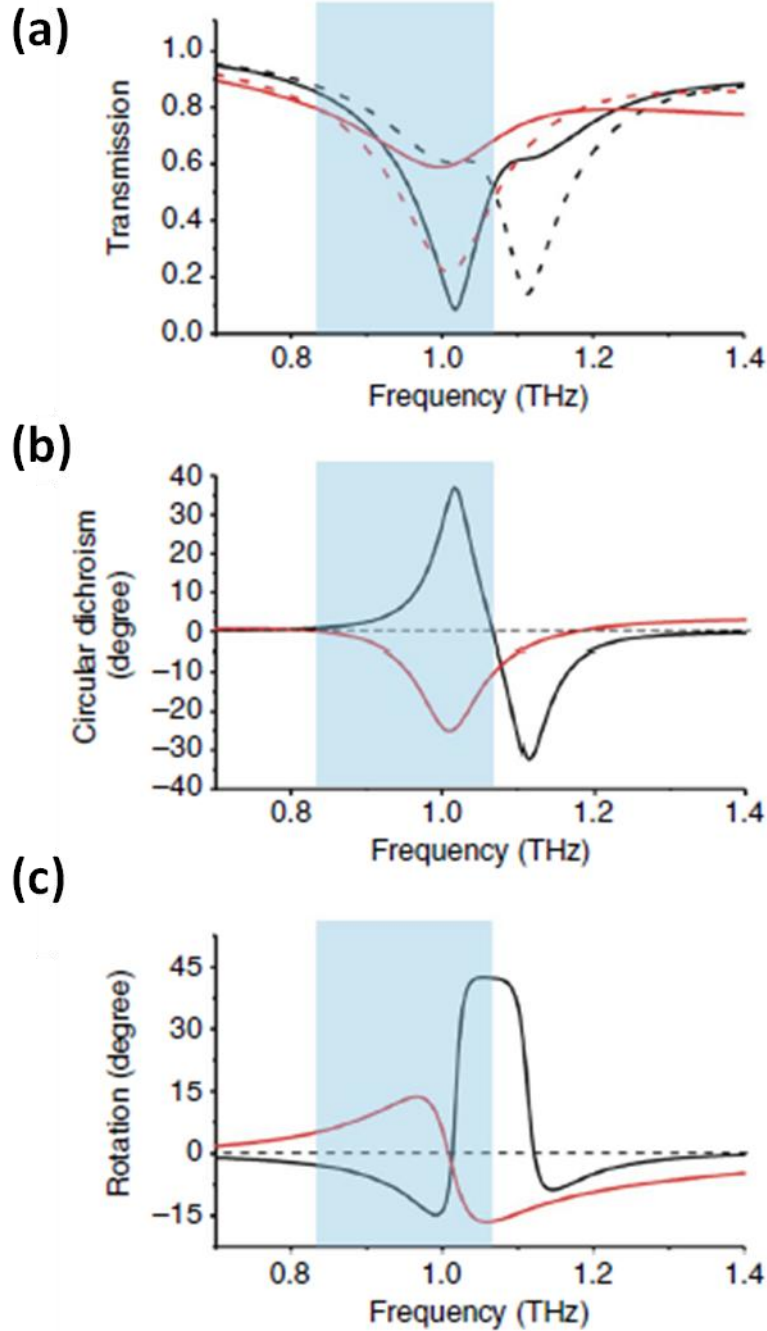 (a)
1.0
0.8
0.6
0.4
0.2
0.0
Transmission
0.8 1.0 1.2 1.4
Frequency (THz)
(b)
40
30
20
10
0
−10
−20
−30
−40
Circular dichroism
(degree)
0.8 1.0 1.2 1.4
Frequency (THz)
(c)
45
30
15
0
−15
Rotation (degree)
0.8 1.0 1.2 1.4
Frequency (THz)